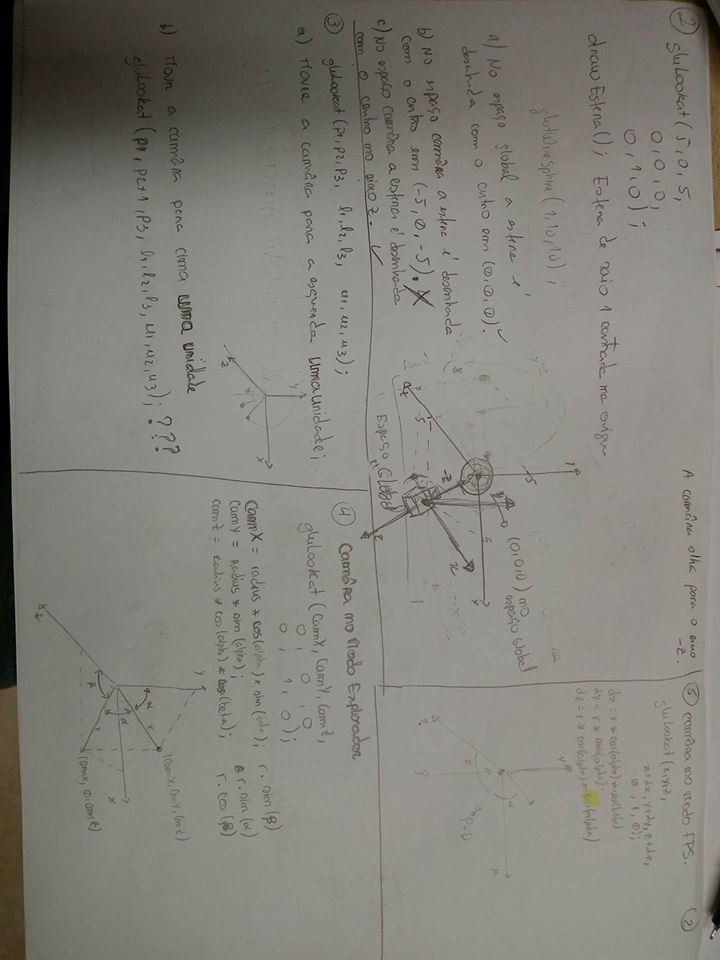 2
gluLookat(5,0,5,
0,0,0,
0,1,0);
drawEsfera(); Esfera de raio 1 centrada na origem
glutWireSphere(1,10,10);
a) No espaço global a esfera é
desenhada com o centro em (0,0,0). ✓
b) No espaço camâra a esfera é desenhada
com o centro em (-5,0,-5). X
c) No espaço camâra a esfera é desenhada
com o centro no eixo z. ✓
A camâra olha para o eixo
-z.
y
5
(0,0,0) no
espaço Global
5
x
-z
x
5
z
z
Espaço "Global"
5 camâra no modo FPS. 2
gluLookat(x,y,z,
x+dx, y+dy, z+dz,
0,1,0);
dx = r * cos(alpha) * sin(beta)
dy = r * sin(alpha).
dz = r * cos(alpha) * cos(alpha)
y
α
x
P+D
z
3 gluLookat(p1,p2,p3, l1,l2,l3, u1,u2,u3);
a) Mover a camâra para a esquerda uma unidade;
y
x
z
b) Move a camâra para cima uma unidade
gluLookat(p1, p2+1, p3, l1,l2,l3, u1,u2,u3); ???
4 Camâra no Modo Explorador
gluLookat(camX, camY, camZ,
0, 0, 0
0, 1, 0);
camX = radius * cos(alpha) * sin(beta); r. sin(β)
camY = radius * sin(alpha); r. sin(α)
camZ = radius * cos(alpha) * cos(beta); r. cos(β)
y
(camX, camY, camZ)
α
r
α
x
r
β
(camX, 0, camZ)
z